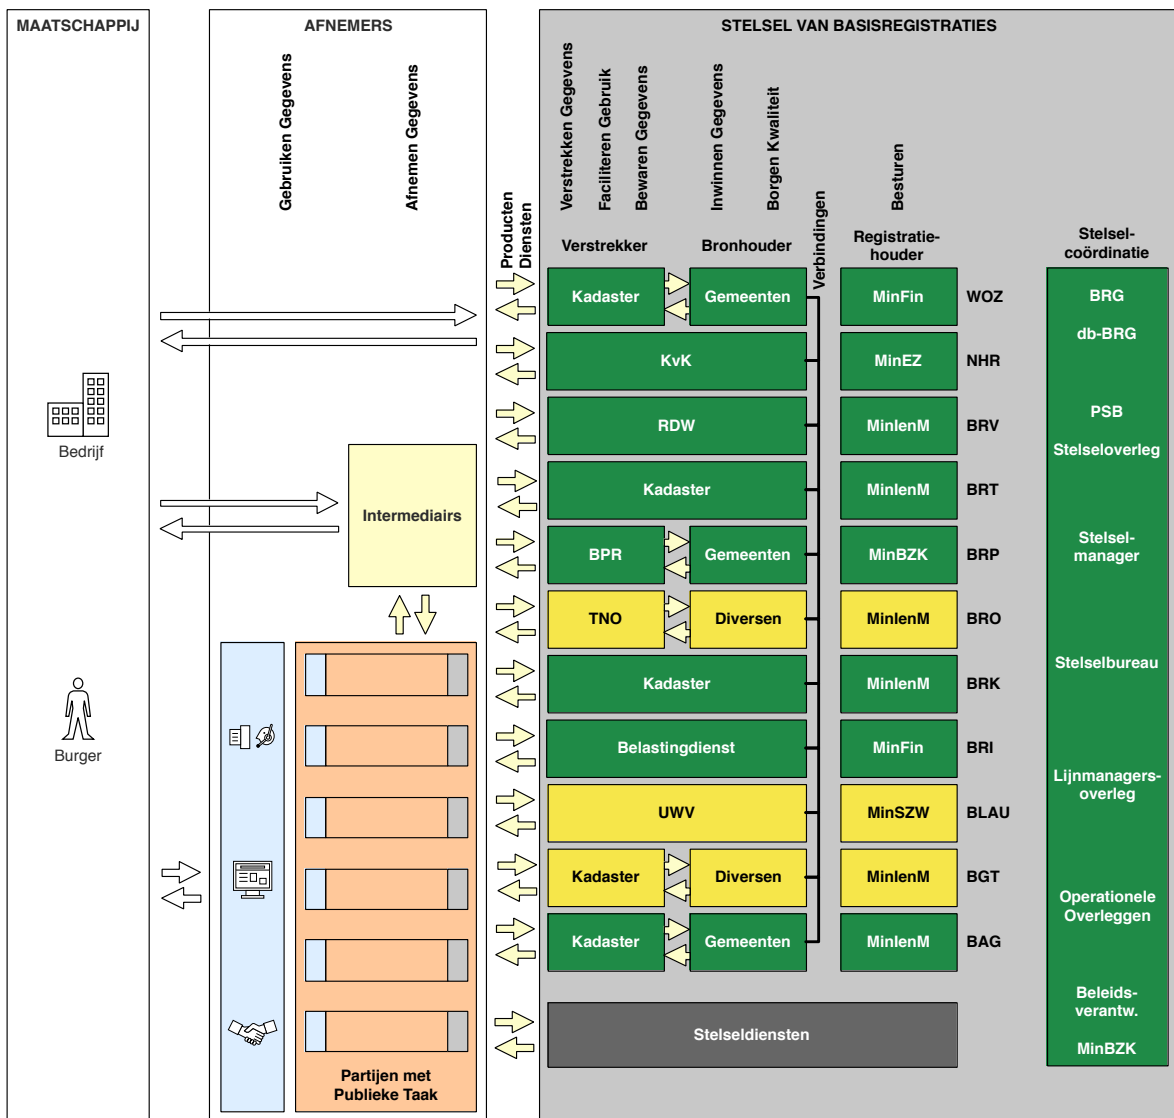 MAATSCHAPPIJ
AFNEMERS
STELSEL VAN BASISREGISTRATIES
Gebruiken Gegevens
Afnemen Gegevens
Producten
Diensten
Verstrekken Gegevens
Faciliteren Gebruik
Bewaren Gegevens
Inwinnen Gegevens
Borgen Kwaliteit
Verbindingen
Besturen
Verstrekker
Bronhouder
Registratie-
houder
Stelsel-
coördinatie
Kadaster
Gemeenten
MinFin
WOZ
KvK
MinEZ
NHR
RDW
MinIenM
BRV
Kadaster
MinIenM
BRT
BPR
Gemeenten
MinBZK
BRP
TNO
Diversen
MinIenM
BRO
Kadaster
MinIenM
BRK
Belastingdienst
MinFin
BRI
UWV
MinSZW
BLAU
Kadaster
Diversen
MinIenM
BGT
Kadaster
Gemeenten
MinIenM
BAG
Stelseldiensten
BRG
db-BRG
PSB
Stelseloverleg
Stelsel-
manager
Stelselbureau
Lijnmanagers-
overleg
Operationele
Overleggen
Beleids-
verantw.
MinBZK
Bedrijf
Burger
Intermediairs
Partijen met
Publieke Taak